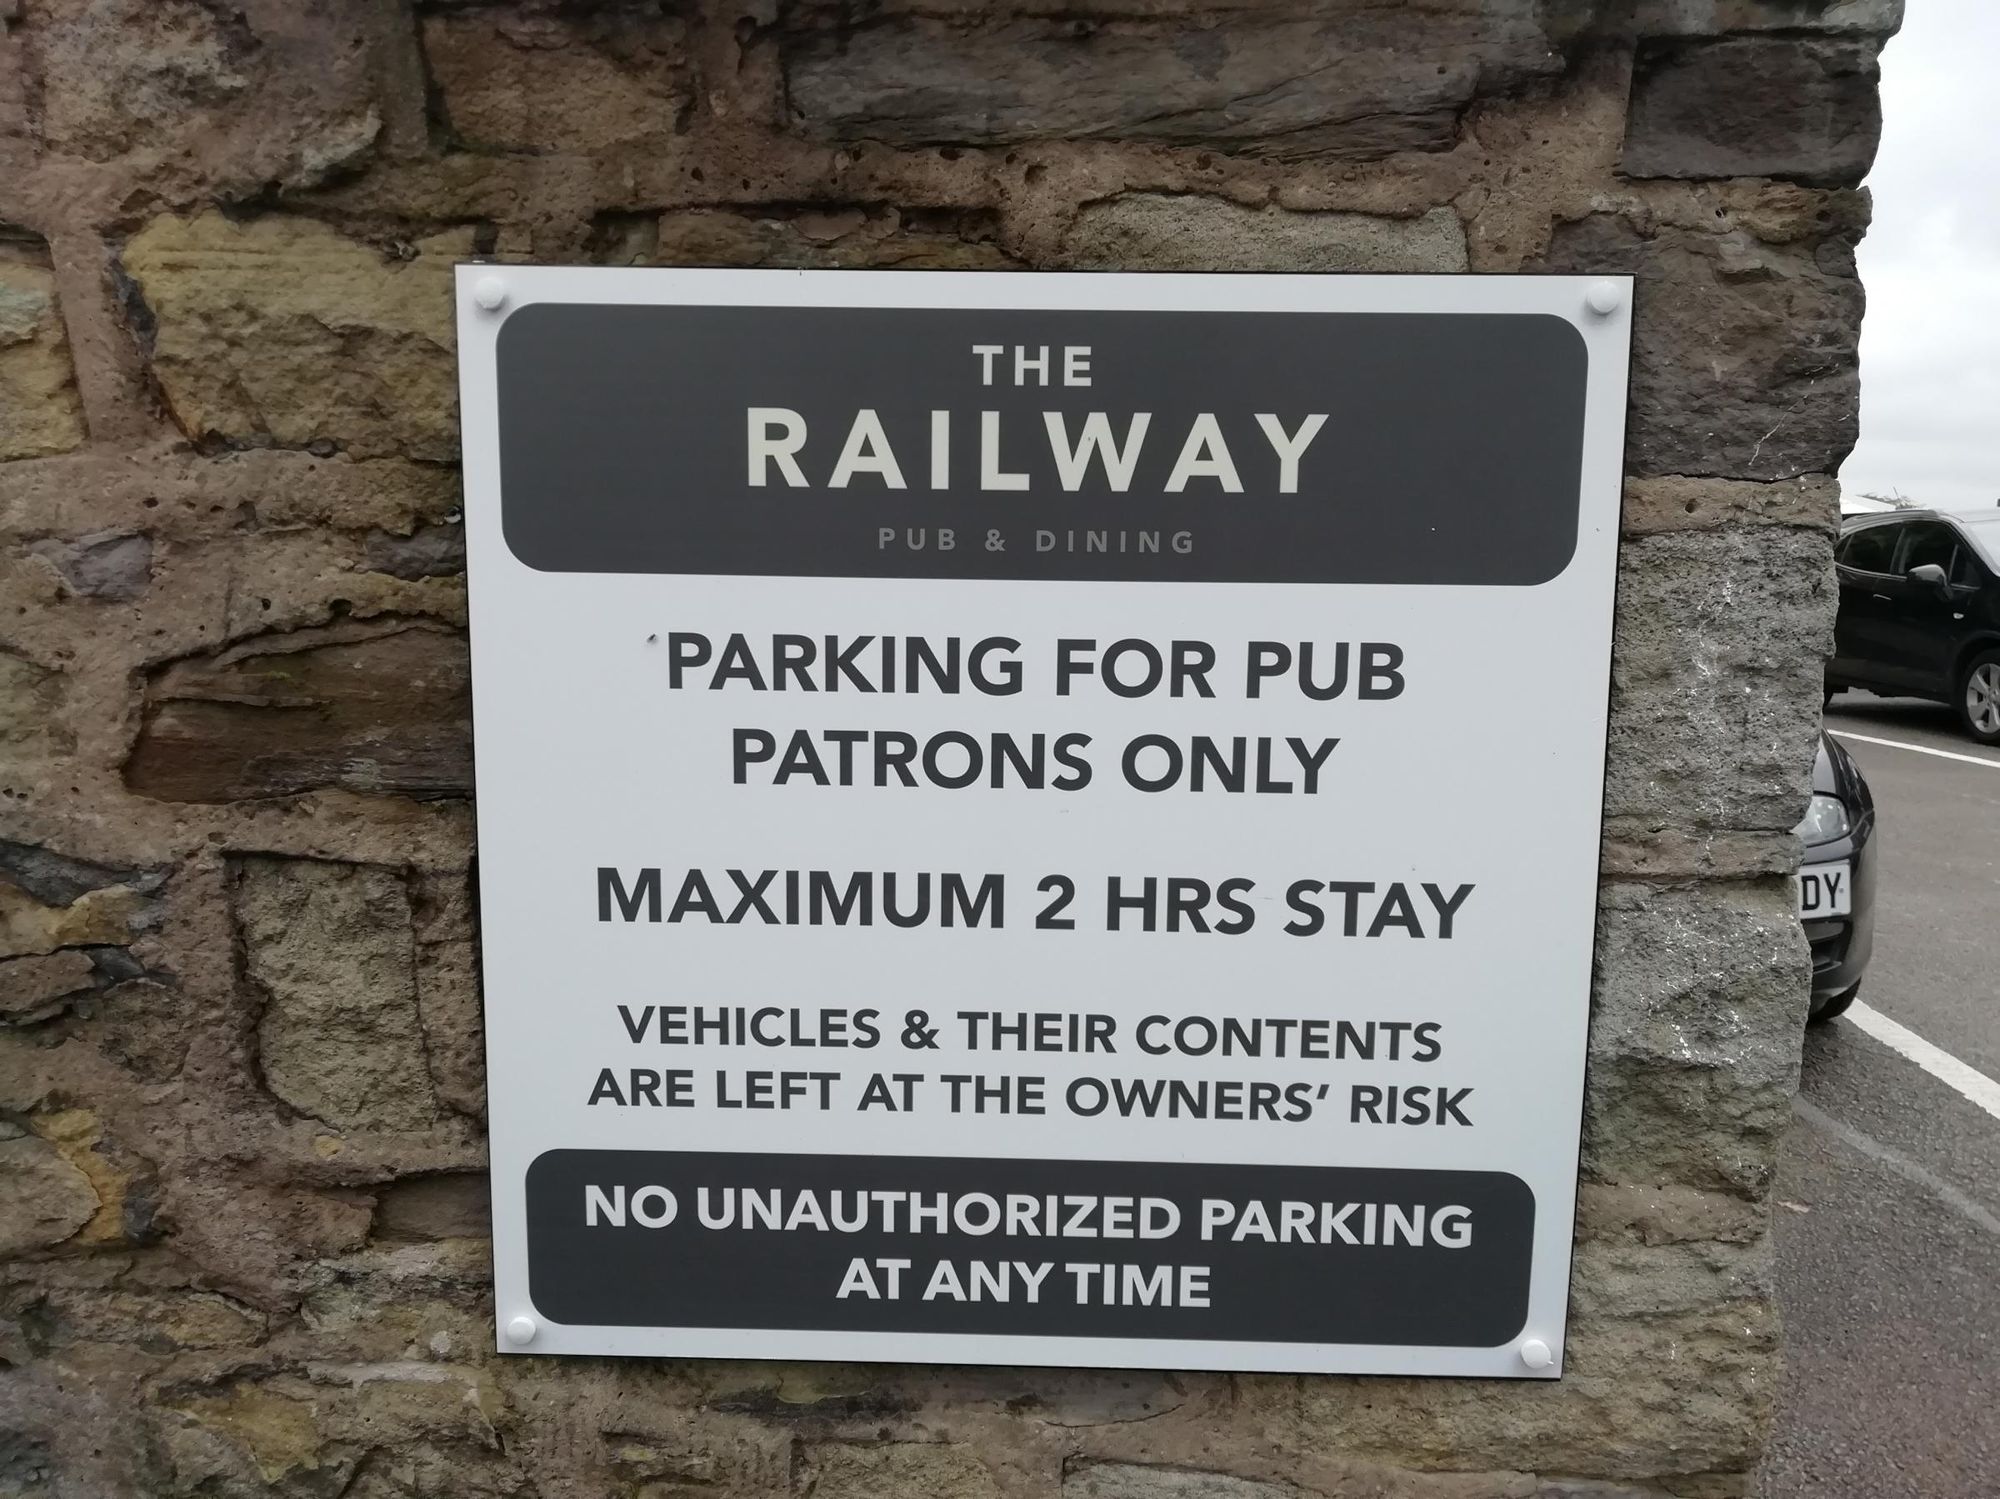 THE
RAILWAY
PUB & DINING
PARKING FOR PUB
PATRONS ONLY
MAXIMUM 2 HRS STAY
VEHICLES & THEIR CONTENTS
ARE LEFT AT THE OWNERS' RISK
NO UNAUTHORIZED PARKING
AT ANY TIME
DY